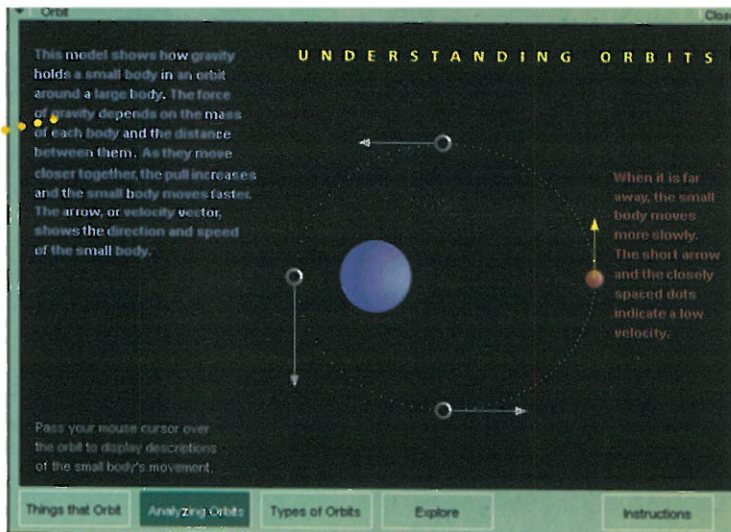 Orbit
Close
UNDERSTANDING ORBITS
This model shows how gravity
holds a small body in an orbit
around a large body. The force
of gravity depends on the mass
of each body and the distance
between them. As they move
closer together, the pull increases
and the small body moves faster.
The arrow, or velocity vector,
shows the direction and speed
of the small body.
When it is far
away, the small
body moves
more slowly.
The short arrow
and the closely
spaced dots
indicate a low
velocity.
Pass your mouse cursor over
the orbit to display descriptions
of the small body's movement.
Things that Orbit
Analyzing Orbits
Types of Orbits
Explore
Instructions